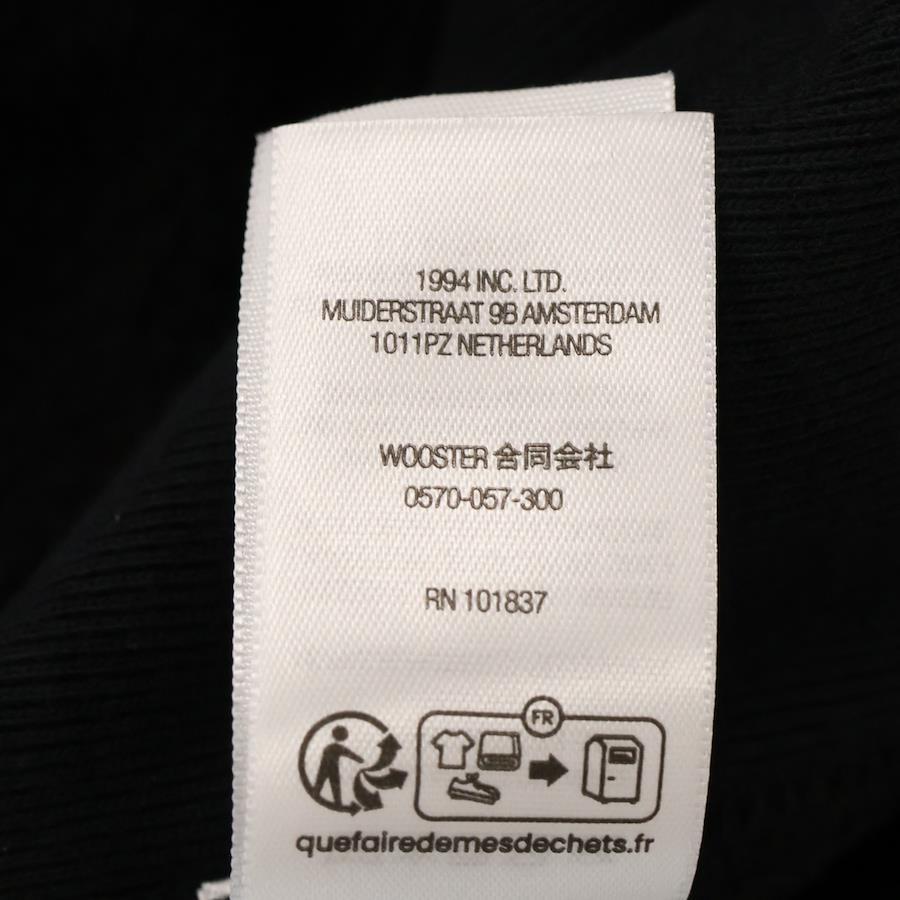 1994 INC. LTD.
MUIDERSTRAAT 9B AMSTERDAM
1011PZ NETHERLANDS
WOOSTER 合同会社
0570-057-300
RN 101837
FR
quefairedemesdechets.fr